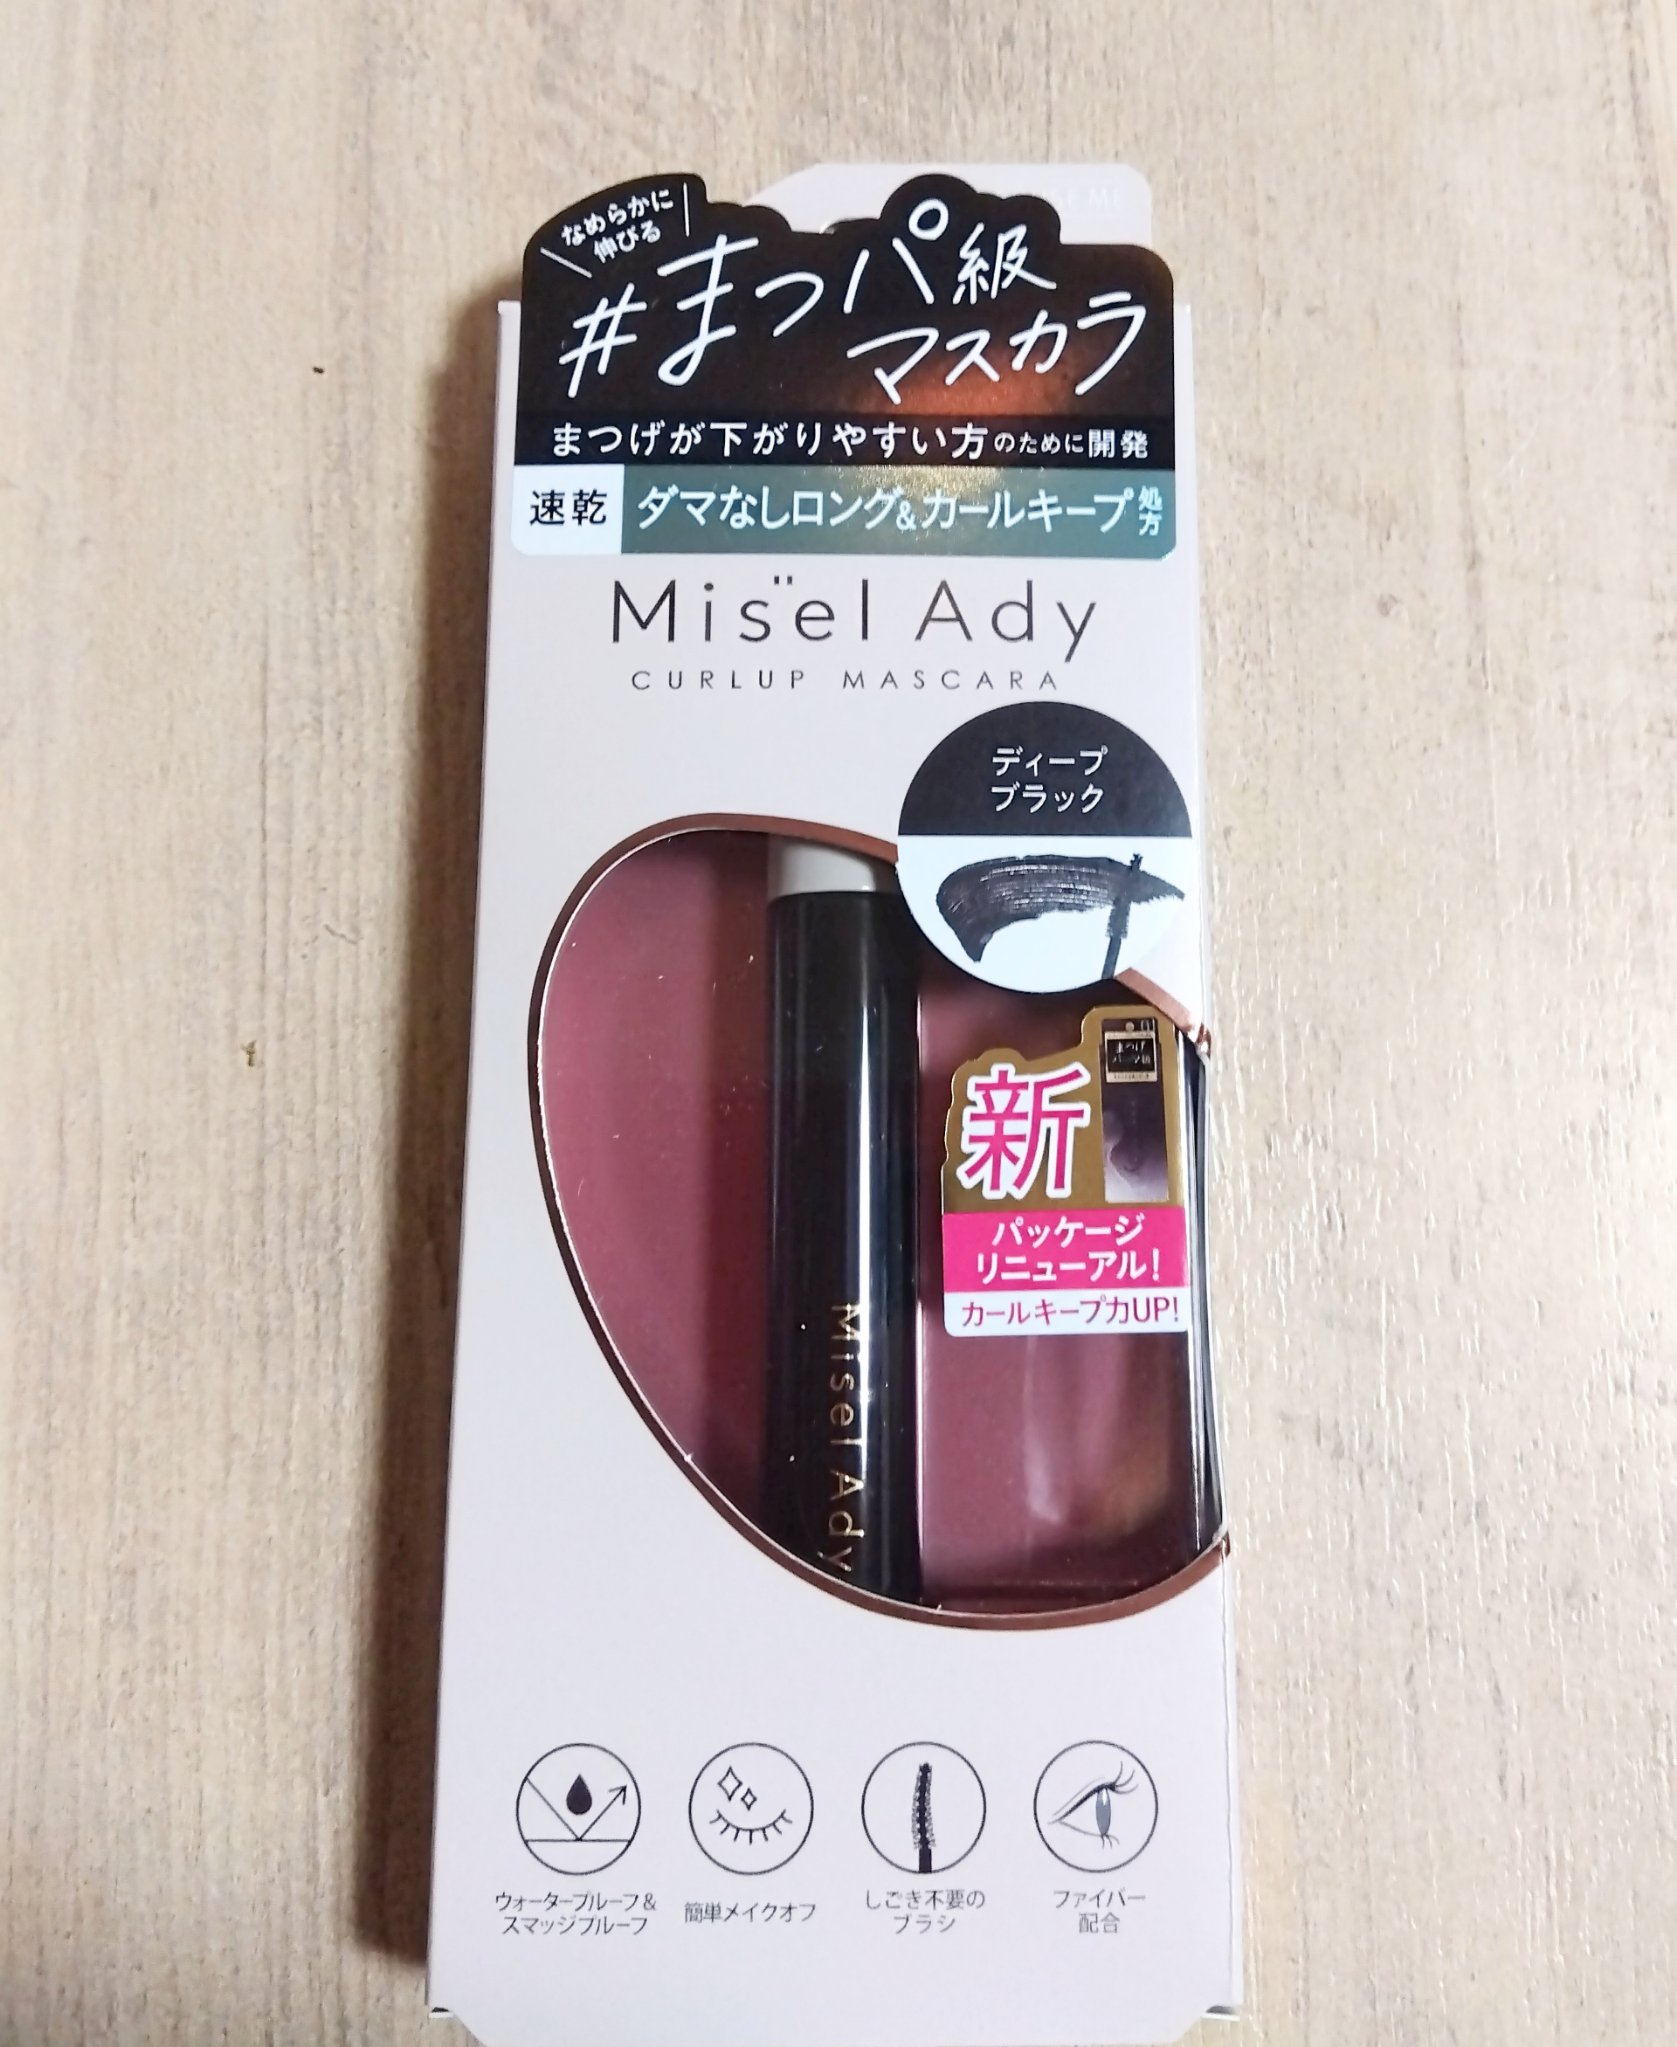 なめらかに
伸びる
#まつパ級
マスカラ
まつげが下がりやすい方のために開発
速乾
ダマなしロング&カールキープ処方
Mis̈el Ady
CURLUP MASCARA
ディープ
ブラック
01
新
パッケージ
リニューアル!
カールキープ力UP!
Mis̈el Ady
ウォータープルーフ&
スマッジプルーフ
簡単メイクオフ
しごき不要の
ブラシ
ファイバー
配合